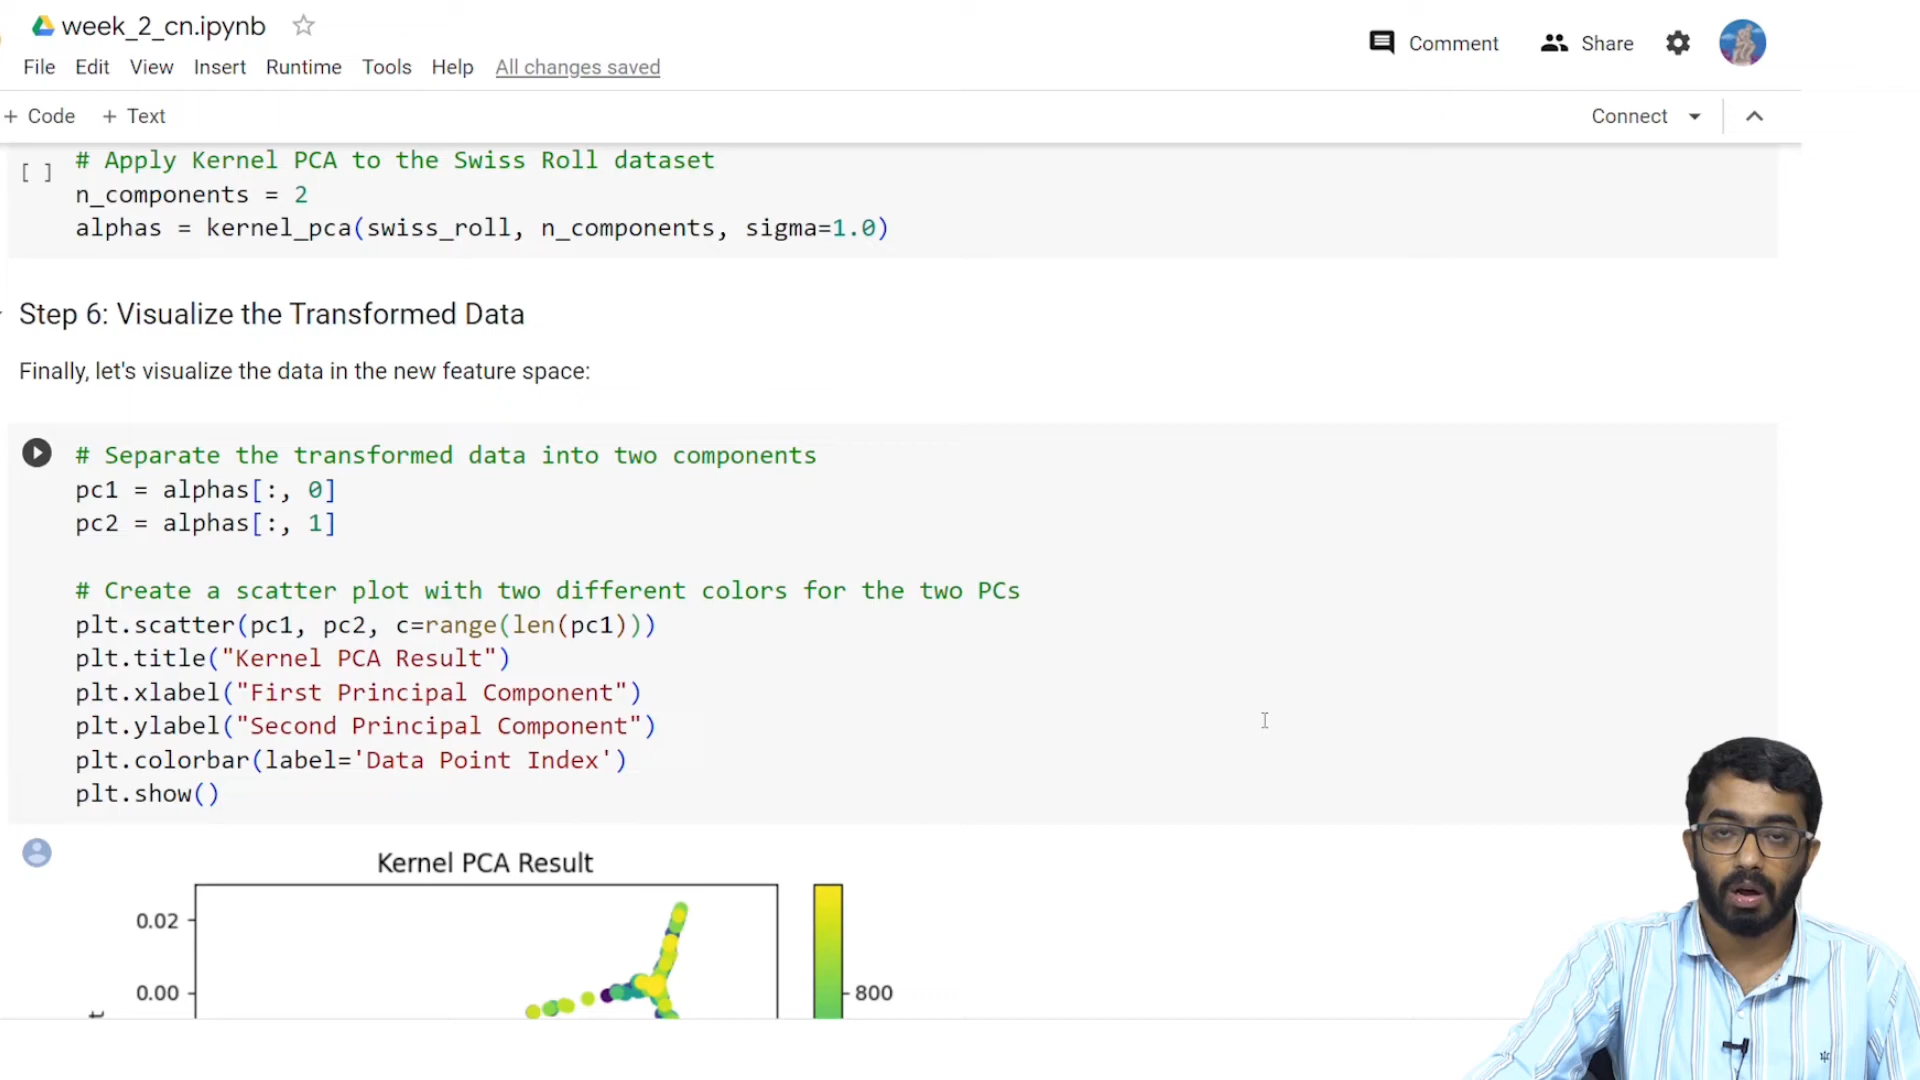 week_2_cn.ipynb
Comment
Share
File Edit View Insert Runtime Tools Help All changes saved
+ Code + Text
Connect
[ ]
# Apply Kernel PCA to the Swiss Roll dataset
n_components = 2
alphas = kernel_pca(swiss_roll, n_components, sigma=1.0)
Step 6: Visualize the Transformed Data
Finally, let's visualize the data in the new feature space:
# Separate the transformed data into two components
pc1 = alphas[:, 0]
pc2 = alphas[:, 1]
# Create a scatter plot with two different colors for the two PCs
plt.scatter(pc1, pc2, c=range(len(pc1)))
plt.title("Kernel PCA Result")
plt.xlabel("First Principal Component")
plt.ylabel("Second Principal Component")
plt.colorbar(label='Data Point Index')
plt.show()
Kernel PCA Result
0.02
0.00
800